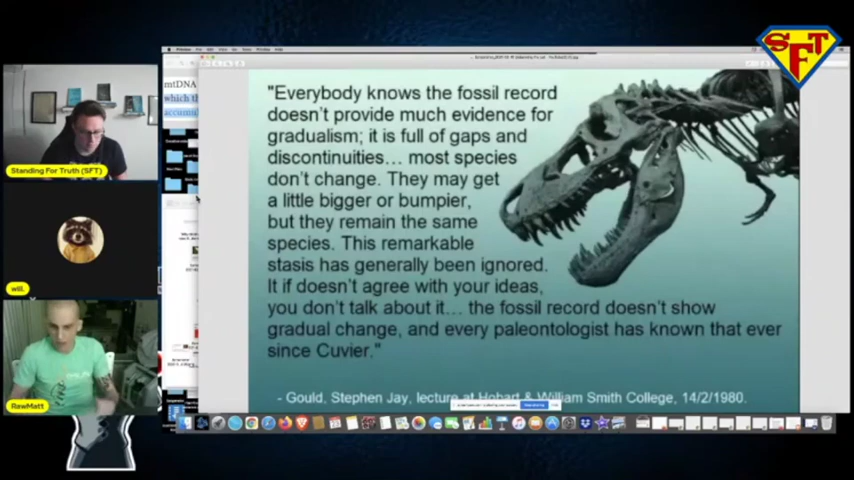 SFT
mtDNA
which th
accumul
"Everybody knows the fossil record
doesn't provide much evidence for
gradualism; it is full of gaps and
discontinuities... most species
don't change. They may get
a little bigger or bumpier,
but they remain the same
species. This remarkable
stasis has generally been ignored.
It if doesn't agree with your ideas,
you don't talk about it... the fossil record doesn't show
gradual change, and every paleontologist has known that ever
since Cuvier."
- Gould, Stephen Jay, lecture at Hobart & William Smith College, 14/2/1980.
Standing For Truth (SFT)
will.
RawMatt